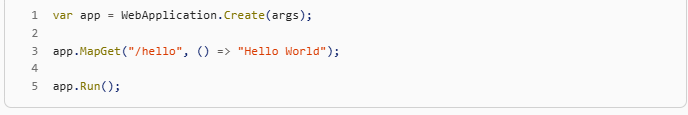 1 var app = WebApplication.Create(args);
2
3 app.MapGet("/hello", () => "Hello World");
4
5 app.Run();